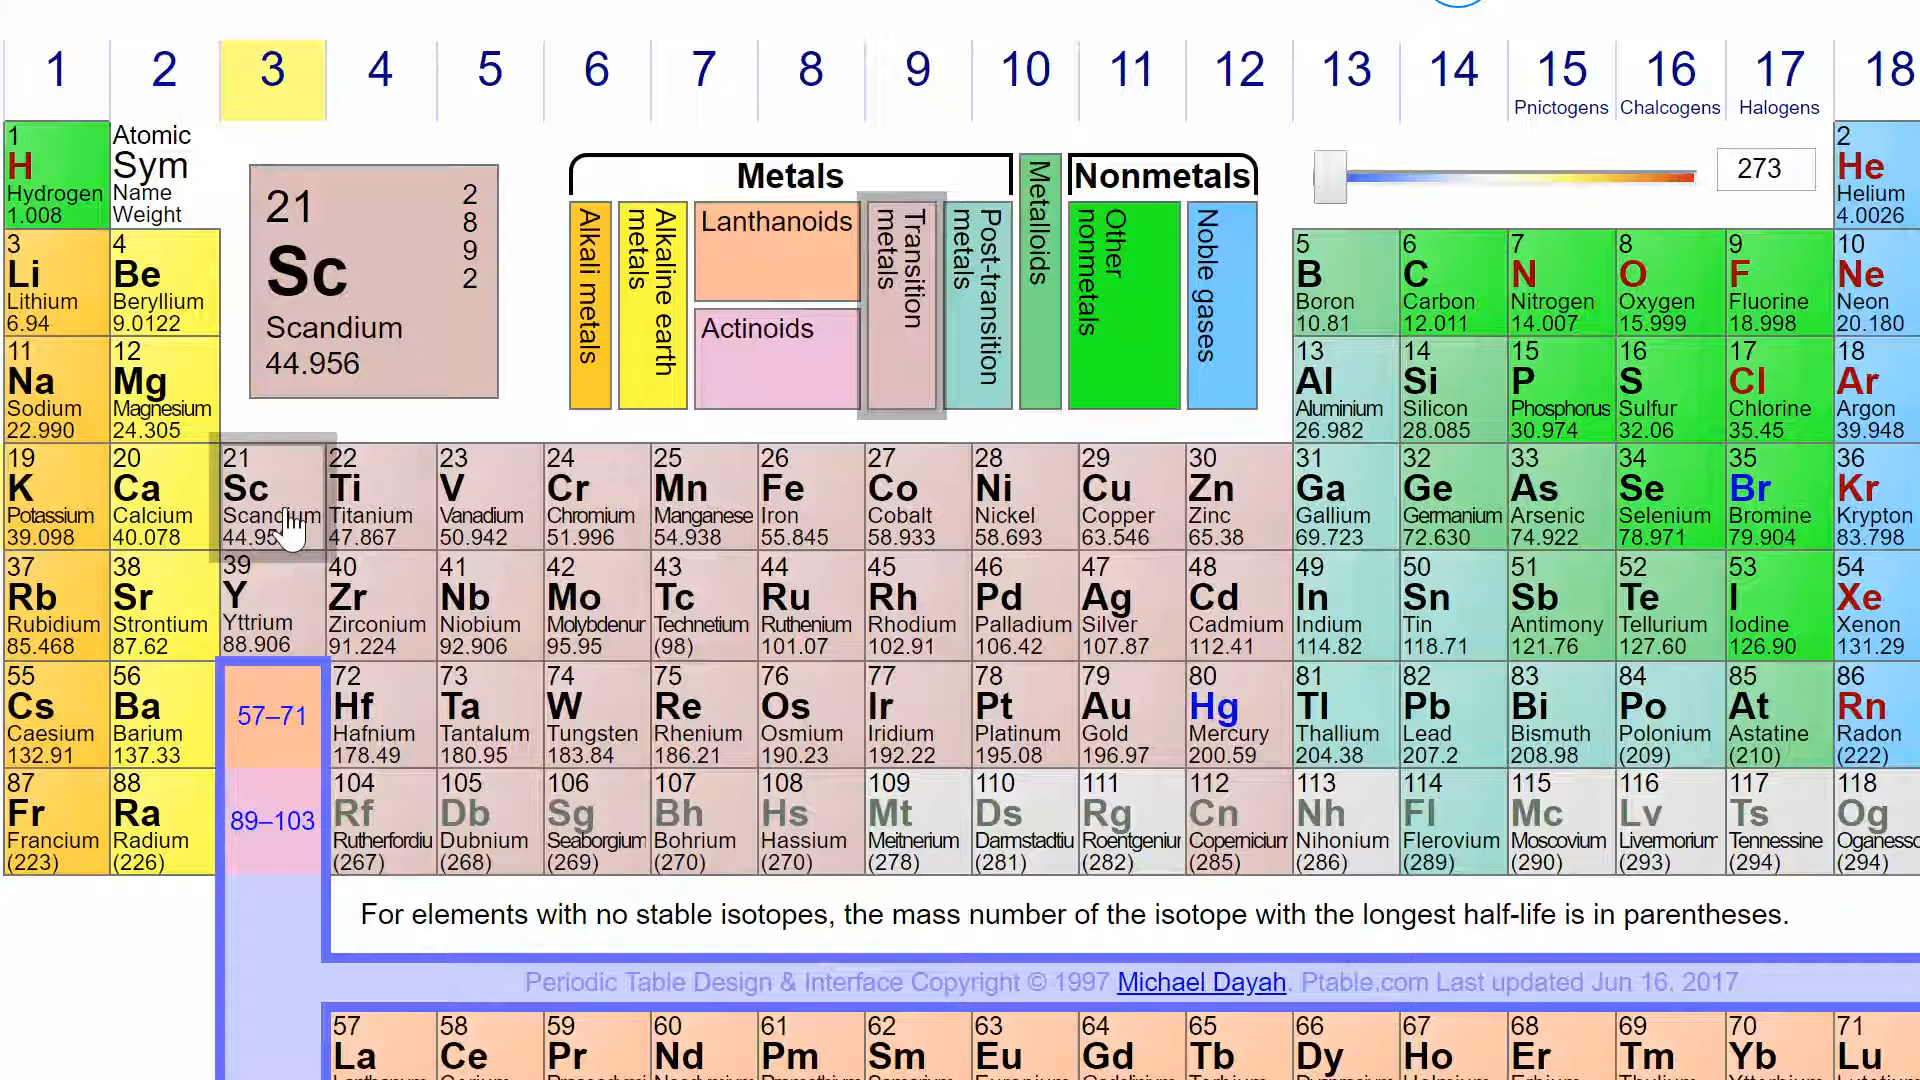 1 2 3 4 5 6 7 8 9 10 11 12 13 14 15 16 17 18
Pnictogens Chalcogens Halogens
1
H
Hydrogen
1.008
Atomic
Sym
Name
Weight
21
Sc
Scandium
44.956
2
8
9
2
Metals
Alkali metals
Alkaline earth metals
Lanthanoids
Actinoids
Transition metals
Post-transition metals
Metalloids
Nonmetals
Other nonmetals
Noble gases
273
2
He
Helium
4.0026
3 4 5 6 7 8 9 10
Li Be B C N O F Ne
Lithium Beryllium Boron Carbon Nitrogen Oxygen Fluorine Neon
6.94 9.0122 10.81 12.011 14.007 15.999 18.998 20.180
11 12 13 14 15 16 17 18
Na Mg Al Si P S Cl Ar
Sodium Magnesium Aluminium Silicon Phosphorus Sulfur Chlorine Argon
22.990 24.305 26.982 28.085 30.974 32.06 35.45 39.948
19 20 21 22 23 24 25 26 27 28 29 30 31 32 33 34 35 36
K Ca Sc Ti V Cr Mn Fe Co Ni Cu Zn Ga Ge As Se Br Kr
Potassium Calcium Scandium Titanium Vanadium Chromium Manganese Iron Cobalt Nickel Copper Zinc Gallium Germanium Arsenic Selenium Bromine Krypton
39.098 40.078 44.95 47.867 50.942 51.996 54.938 55.845 58.933 58.693 63.546 65.38 69.723 72.630 74.922 78.971 79.904 83.798
37 38 39 40 41 42 43 44 45 46 47 48 49 50 51 52 53 54
Rb Sr Y Zr Nb Mo Tc Ru Rh Pd Ag Cd In Sn Sb Te I Xe
Rubidium Strontium Yttrium Zirconium Niobium Molybdenur Technetium Ruthenium Rhodium Palladium Silver Cadmium Indium Tin Antimony Tellurium Iodine Xenon
85.468 87.62 88.906 91.224 92.906 95.95 (98) 101.07 102.91 106.42 107.87 112.41 114.82 118.71 121.76 127.60 126.90 131.29
55 56 57–71 72 73 74 75 76 77 78 79 80 81 82 83 84 85 86
Cs Ba Hf Ta W Re Os Ir Pt Au Hg Tl Pb Bi Po At Rn
Caesium Barium Hafnium Tantalum Tungsten Rhenium Osmium Iridium Platinum Gold Mercury Thallium Lead Bismuth Polonium Astatine Radon
132.91 137.33 178.49 180.95 183.84 186.21 190.23 192.22 195.08 196.97 200.59 204.38 207.2 208.98 (209) (210) (222)
87 88 89–103 104 105 106 107 108 109 110 111 112 113 114 115 116 117 118
Fr Ra Rf Db Sg Bh Hs Mt Ds Rg Cn Nh Fl Mc Lv Ts Og
Francium Radium Rutherfordiu Dubnium Seaborgium Bohrium Hassium Meitnerium Darmstadtiu Roentgeniur Copernicium Nihonium Flerovium Moscovium Livermorium Tennessine Oganesso
(223) (226) (267) (268) (269) (270) (270) (278) (281) (282) (285) (286) (289) (290) (293) (294) (294)
For elements with no stable isotopes, the mass number of the isotope with the longest half-life is in parentheses.
Periodic Table Design & Interface Copyright © 1997 Michael Dayah. Ptable.com Last updated Jun 16, 2017
57 58 59 60 61 62 63 64 65 66 67 68 69 70 71
La Ce Pr Nd Pm Sm Eu Gd Tb Dy Ho Er Tm Yb Lu